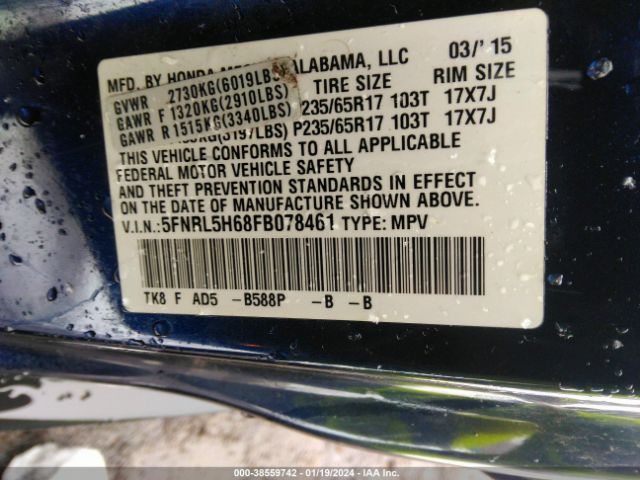 MFD. BY HONDA ALABAMA, LLC 03/'15
GVWR 2730KG(6019LBS) TIRE SIZE RIM SIZE
GAWR F 1320KG(2910LBS) P235/65R17 103T 17X7J
GAWR R 1515KG(3340LBS) P235/65R17 103T 17X7J
THIS VEHICLE CONFORMS TO ALL APPLICABLE
FEDERAL MOTOR VEHICLE SAFETY
AND THEFT PREVENTION STANDARDS IN EFFECT
ON THE DATE OF MANUFACTURE SHOWN ABOVE.
V.I.N.:5FNRL5H68FB078461 TYPE: MPV
TK8 F AD5 -B588P -B -B
000-38559742 | 01/19/2024 | IAA Inc.